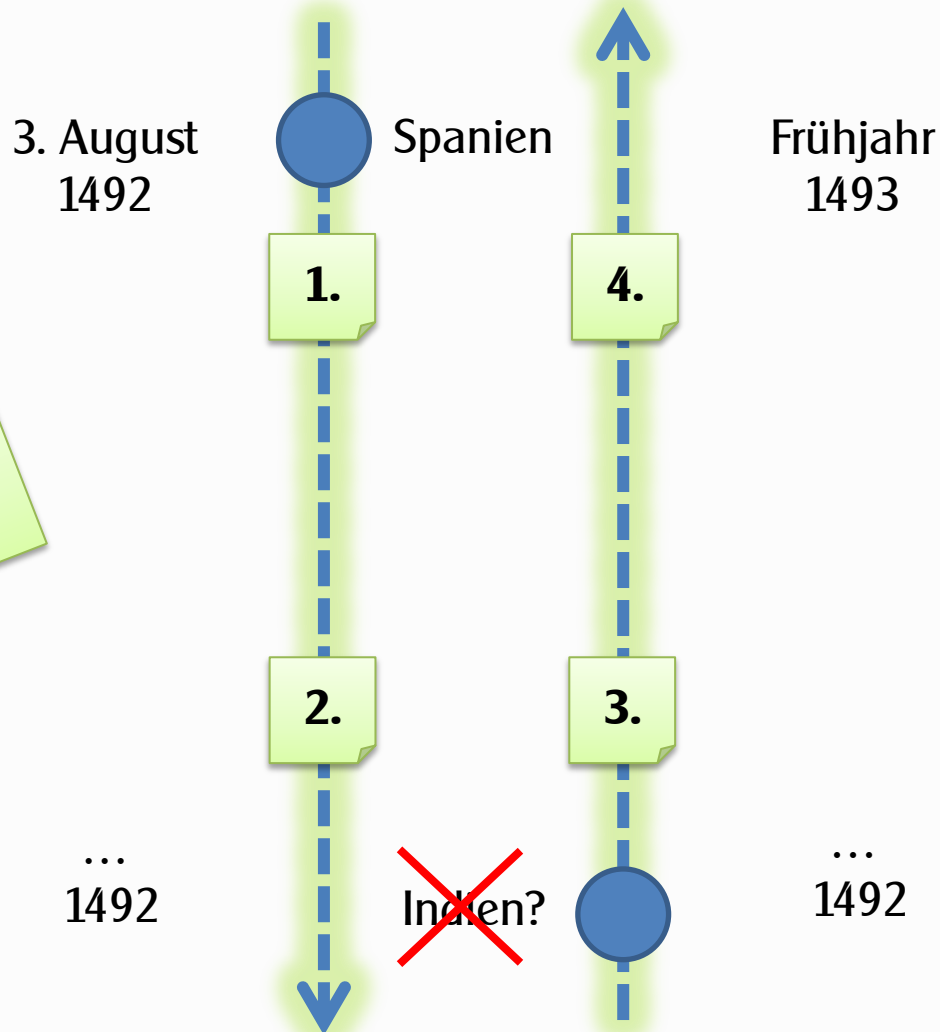 3. August
1492
Spanien
Frühjahr
1493
1.
4.
2.
3.
...
1492
Indien?
...
1492